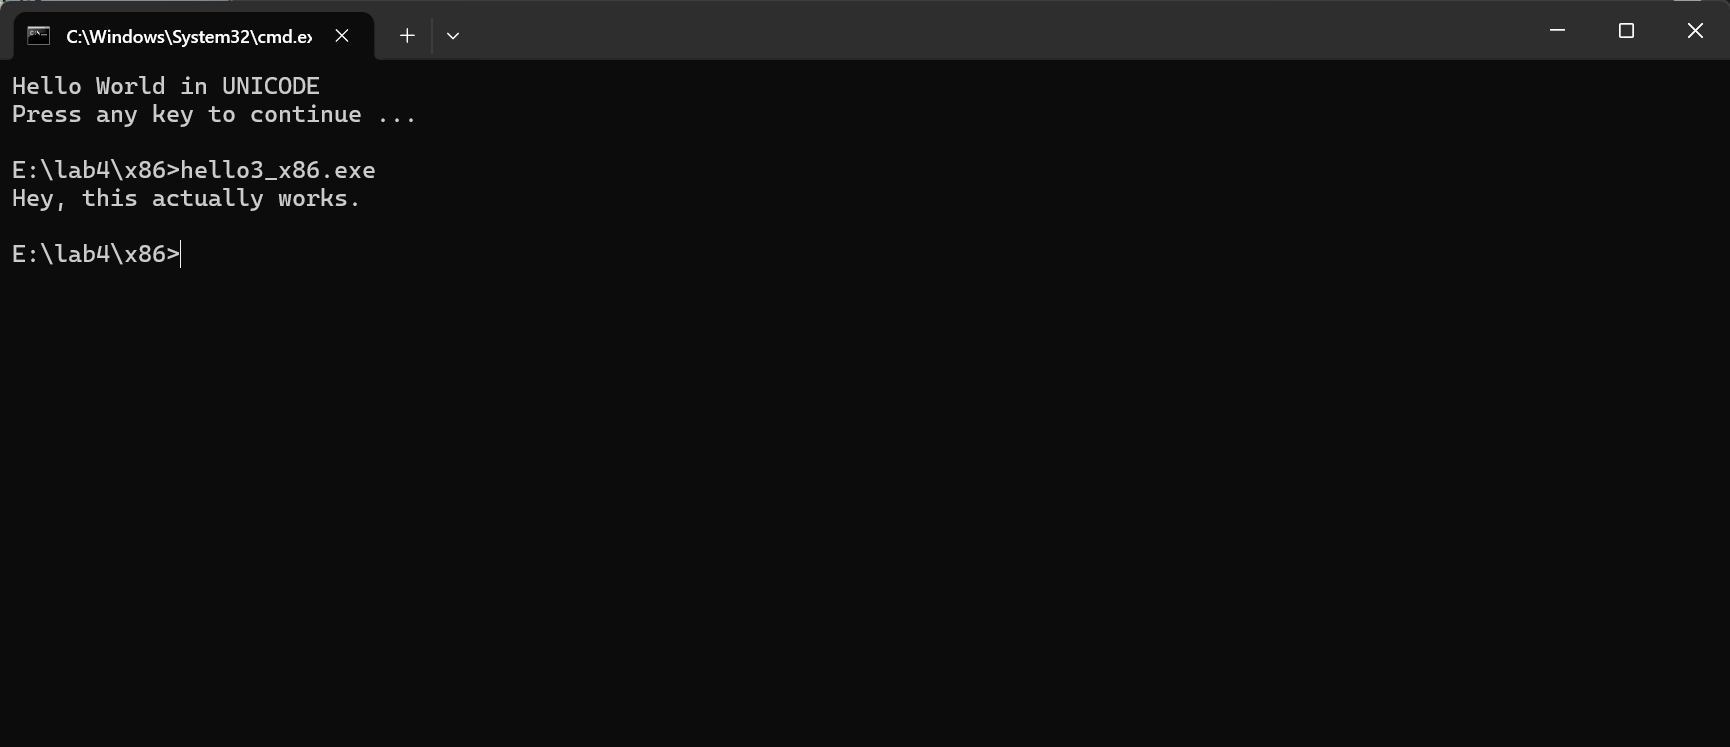 C:\Windows\System32\cmd.e
Hello World in UNICODE
Press any key to continue ...
E:\lab4\x86>hello3_x86.exe
Hey, this actually works.
E:\lab4\x86>